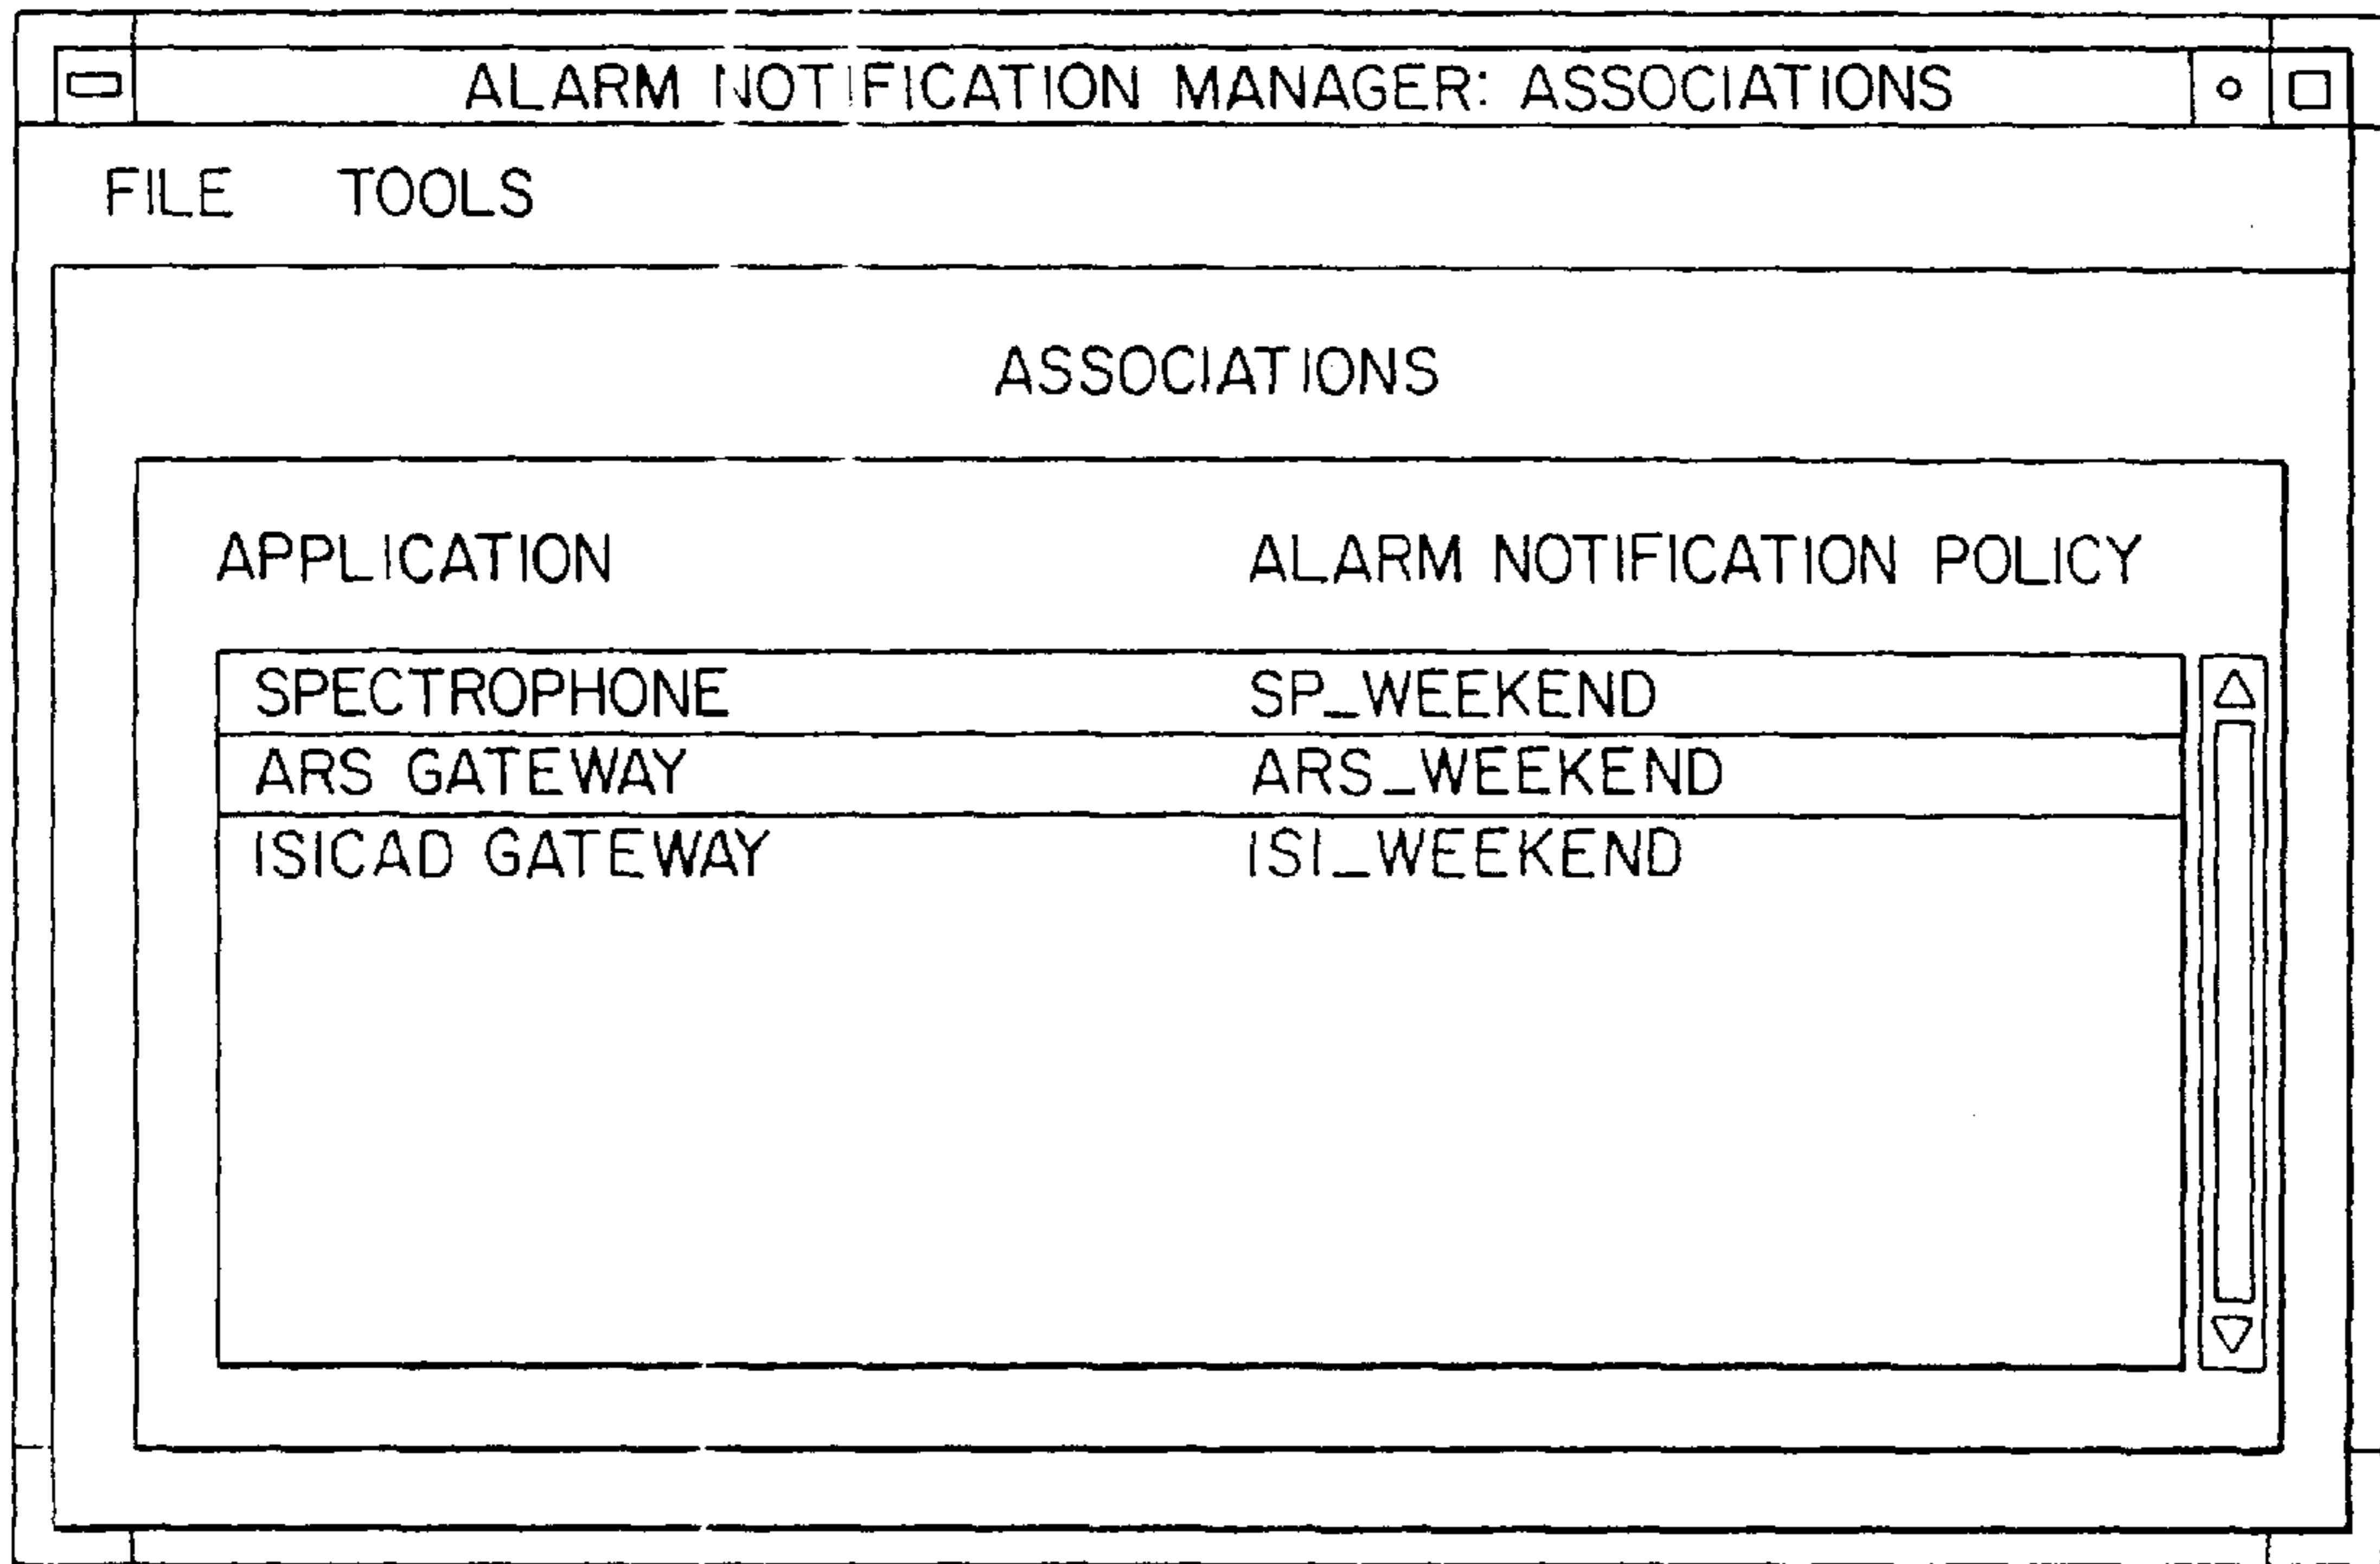 ALARM NOTIFICATION MANAGER: ASSOCIATIONS
FILE TOOLS
ASSOCIATIONS
APPLICATION ALARM NOTIFICATION POLICY
SPECTROPHONE SP_WEEKEND
ARS GATEWAY ARS_WEEKEND
ISICAD GATEWAY ISI_WEEKEND